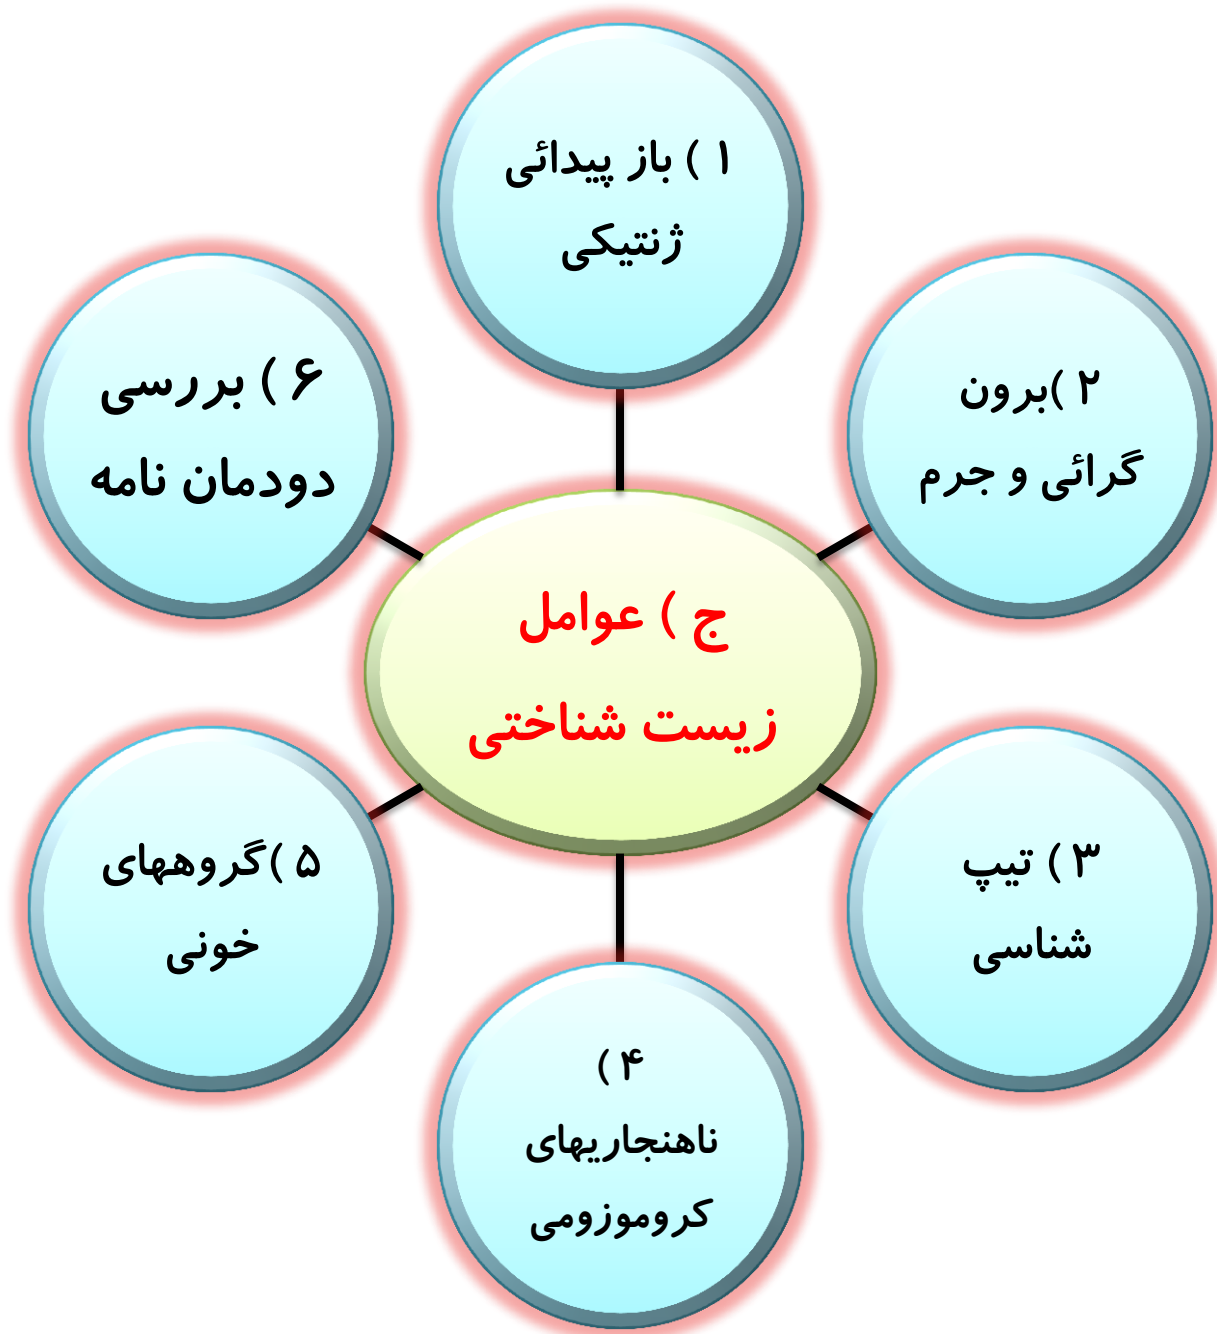 ج ) عوامل
زیست شناختی
۱ ) باز پیدائی
ژنتیکی
۲ )برون
گرائی و جرم
۳ ) تیپ
شناسی
۴ )
ناهنجاریهای
کروموزومی
۵ )گروههای
خونی
۶ ) بررسی
دودمان نامه